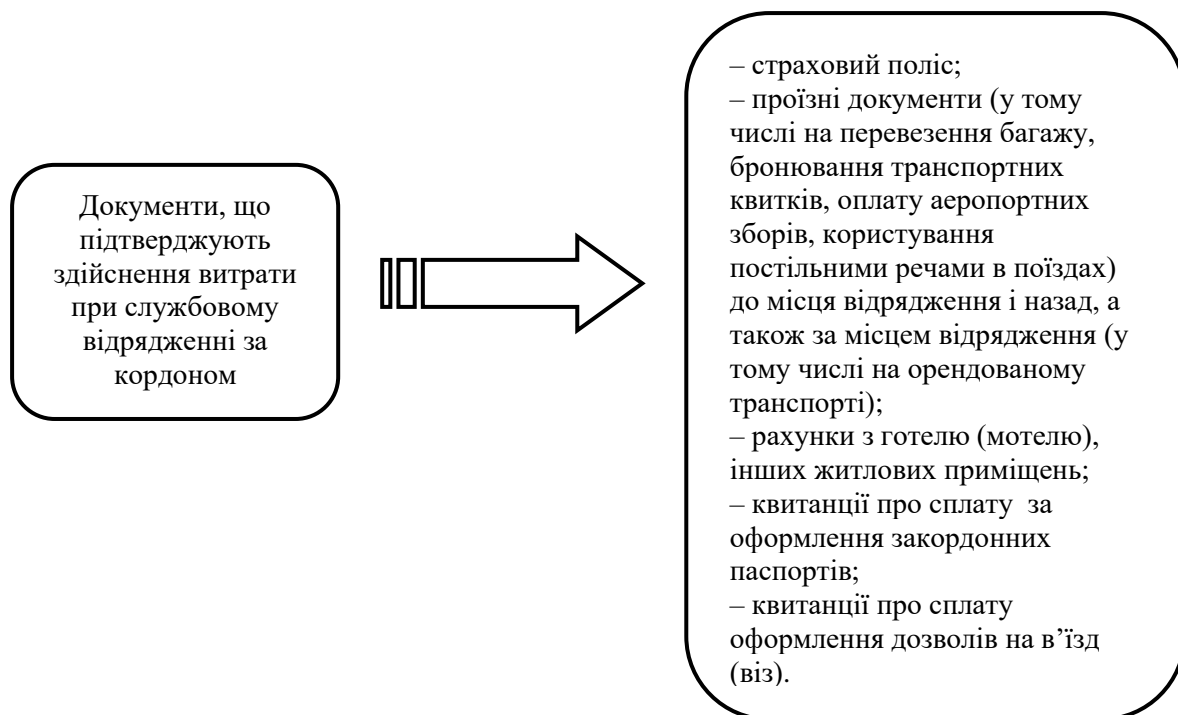 Документи, що
підтверджують
здійснення витрати
при службовому
відрядженні за
кордоном
– страховий поліс;
– проїзні документи (у тому
числі на перевезення багажу,
бронювання транспортних
квитків, оплату аеропортних
зборів, користування
постільними речами в поїздах)
до місця відрядження і назад, а
також за місцем відрядження (у
тому числі на орендованому
транспорті);
– рахунки з готелю (мотелю),
інших житлових приміщень;
– квитанції про сплату за
оформлення закордонних
паспортів;
– квитанції про сплату
оформлення дозволів на в’їзд
(віз).